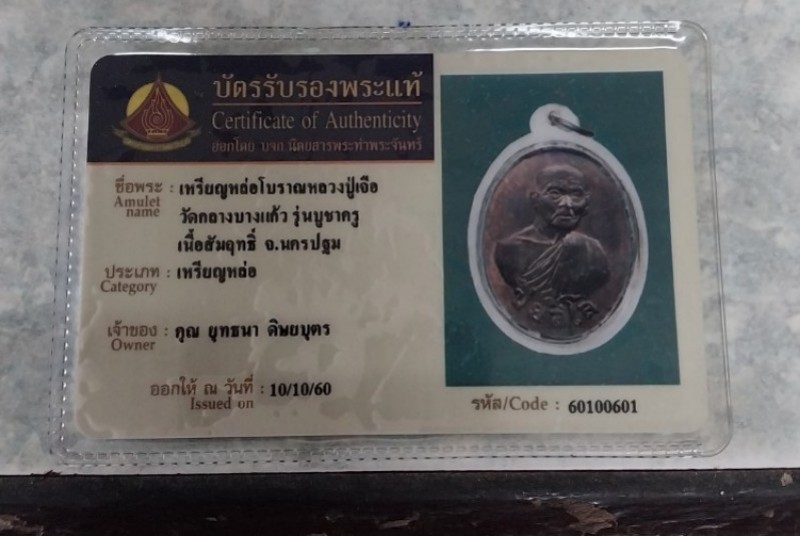 บัตรรับรองพระแท้
Certificate of Authenticity
ออกโดย บจก.นิตยสารพระท่าพระจันทร์
ชื่อพระ : เหรียญหล่อโบราณหลวงปู่เจือ
Amulet name
วัดกลางบางแก้ว รุ่นบูชาครู
เนื้อสัมฤทธิ์ จ.นครปฐม
ประเภท : เหรียญหล่อ
Category
เจ้าของ : คุณ ยุทธนา ดิษยบุตร
Owner
ออกให้ ณ วันที่ : 10/10/60
Issued on
รหัส/Code : 60100601